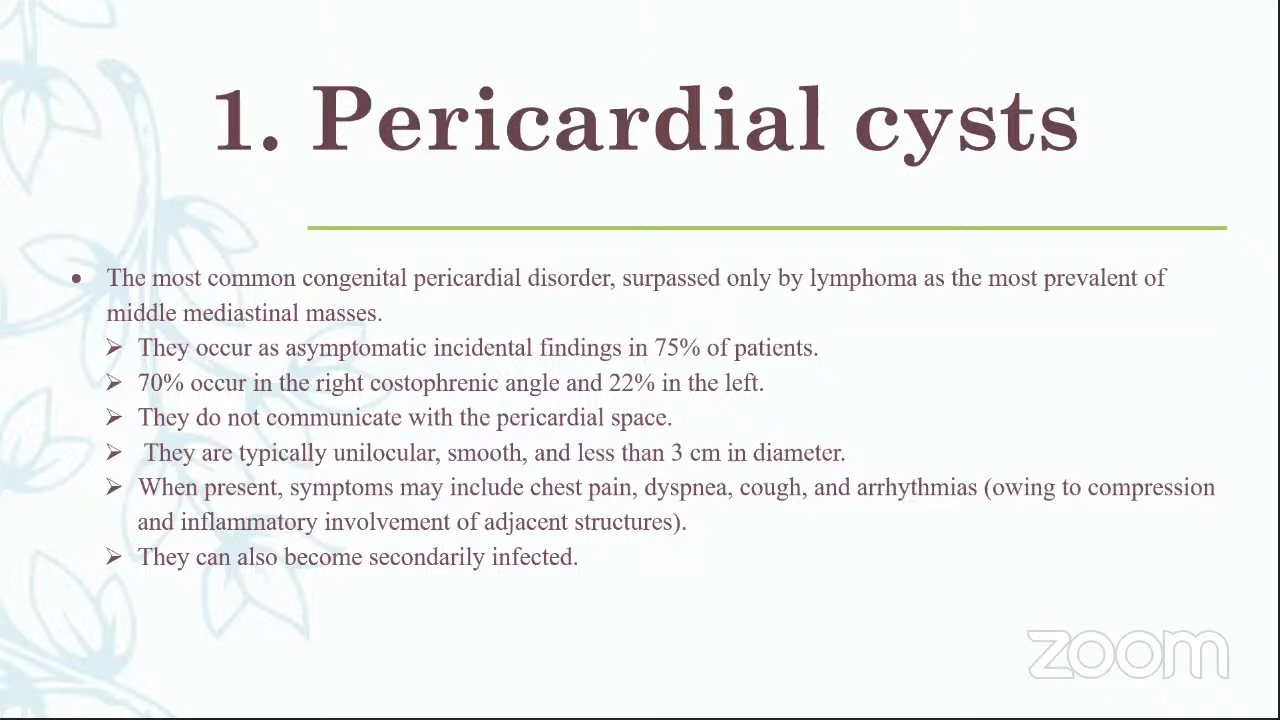 1. Pericardial cysts
• The most common congenital pericardial disorder, surpassed only by lymphoma as the most prevalent of
middle mediastinal masses.
➢ They occur as asymptomatic incidental findings in 75% of patients.
➢ 70% occur in the right costophrenic angle and 22% in the left.
➢ They do not communicate with the pericardial space.
➢ They are typically unilocular, smooth, and less than 3 cm in diameter.
➢ When present, symptoms may include chest pain, dyspnea, cough, and arrhythmias (owing to compression
and inflammatory involvement of adjacent structures).
➢ They can also become secondarily infected.
zoom